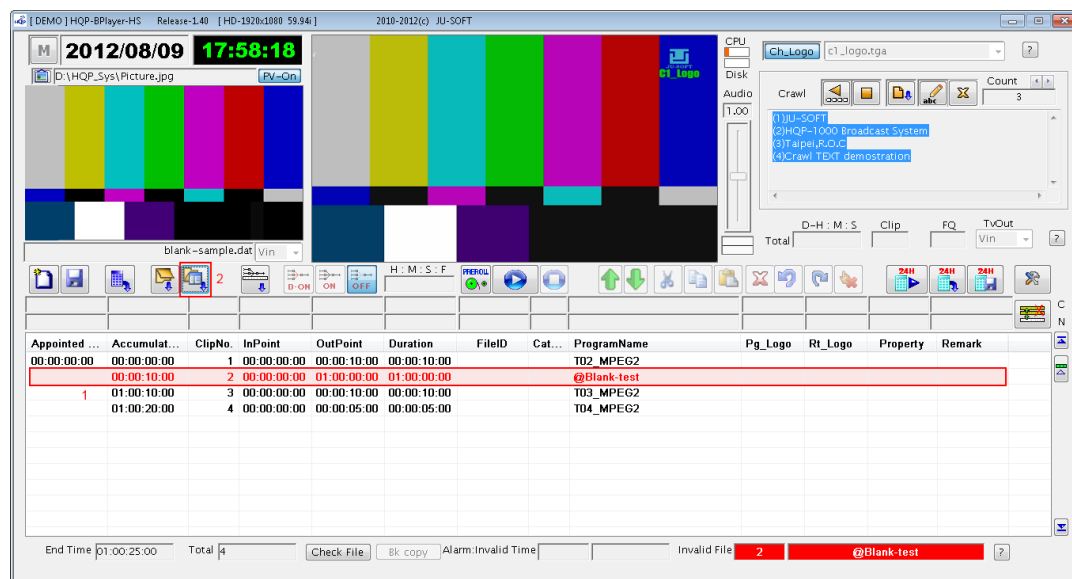 [ DEMO ] HQP-BPlayer-HS Release-1.40 [ HD-1920x1080 59.94i ] 2010-2012(c) JU-SOFT
M 2012/08/09 17:58:18
D:\HQP_Sys\Picture.jpg PV-On
JU-SOFT
C1_Logo
CPU
Disk
Audio
1.00
Ch_Logo c1_logo.tga ?
Crawl abc Count
3
(1)JU-SOFT
(2)HQP-1000 Broadcast System
(3)Taipei,R.O.C
(4)Crawl TEXT demostration
D-H : M : S Clip FQ TvOut
Total Vin ?
blank-sample.dat Vin
2 D-ON ON OFF H : M : S : F PREROLL 24H 24H 24H
C
N
Appointed ... Accumulat... ClipNo. InPoint OutPoint Duration FileID Cat... ProgramName Pg_Logo Rt_Logo Property Remark
00:00:00:00 00:00:00:00 1 00:00:00:00 00:00:10:00 00:00:10:00 T02_MPEG2
00:00:10:00 2 00:00:00:00 01:00:00:00 01:00:00:00 @Blank-test
1 01:00:10:00 3 00:00:00:00 00:00:10:00 00:00:10:00 T03_MPEG2
01:00:20:00 4 00:00:00:00 00:00:05:00 00:00:05:00 T04_MPEG2
End Time 01:00:25:00 Total 4 Check File Bk copy Alarm:Invalid Time Invalid File 2 @Blank-test ?